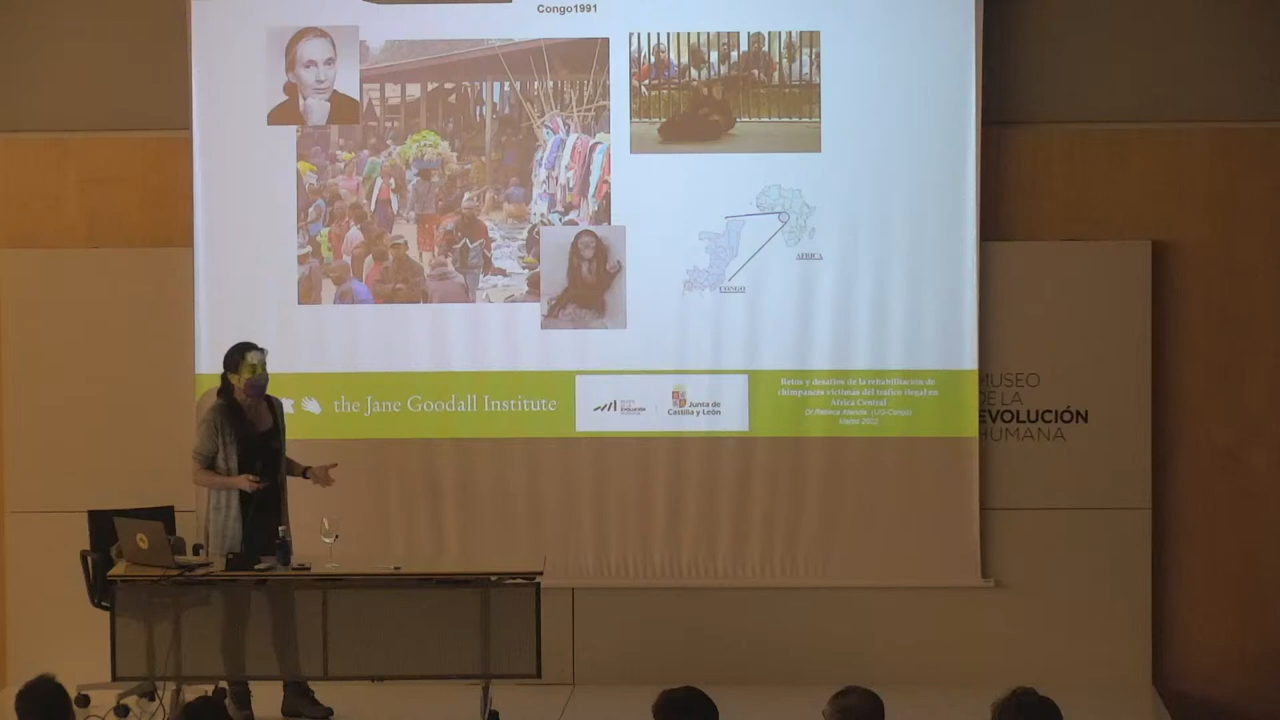 Congo1991
AFRICA
CONGO
the Jane Goodall Institute
Junta de
Castilla y León
Retos y desafíos de la rehabilitación de
chimpancés víctimas del tráfico ilegal en
África Central
MUSEO
DE LA
EVOLUCIÓN
HUMANA